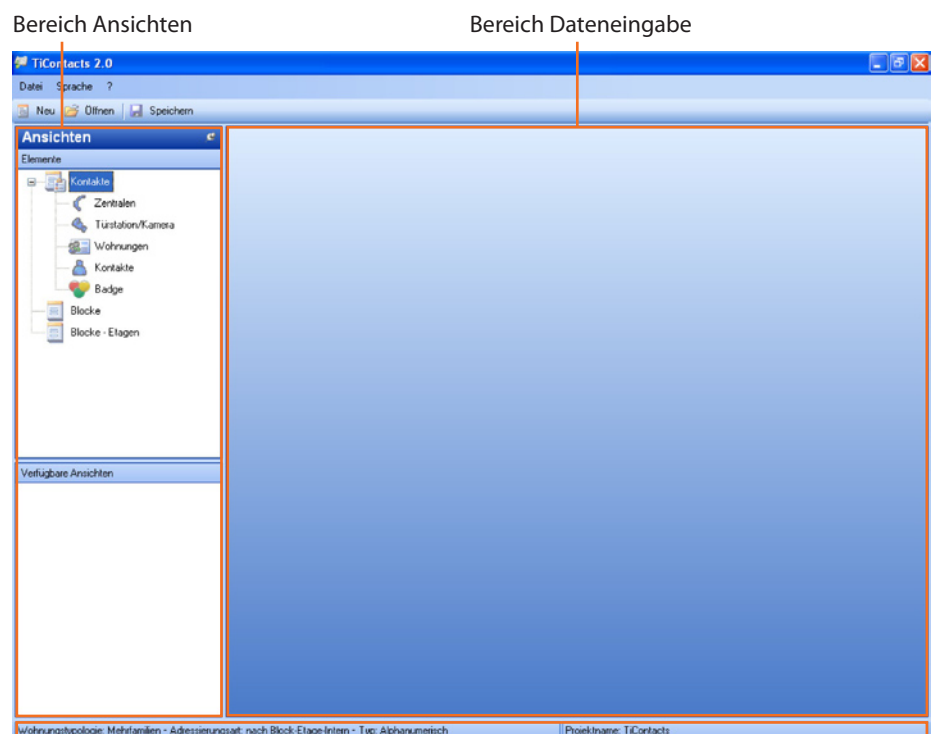 Bereich Ansichten Bereich Dateneingabe
TiContacts 2.0
Datei Sprache ?
Neu Öffnen Speichern
Ansichten
Elemente
Kontakte
Zentralen
Türstation/Kamera
Wohnungen
Kontakte
Badge
Blocke
Blocke - Etagen
Verfügbare Ansichten
Wohnungstypologie: Mehrfamilien - Adressierungsart: nach Block-Etage-Intern - Typ: Alphanumerisch Projektname: TiContacts